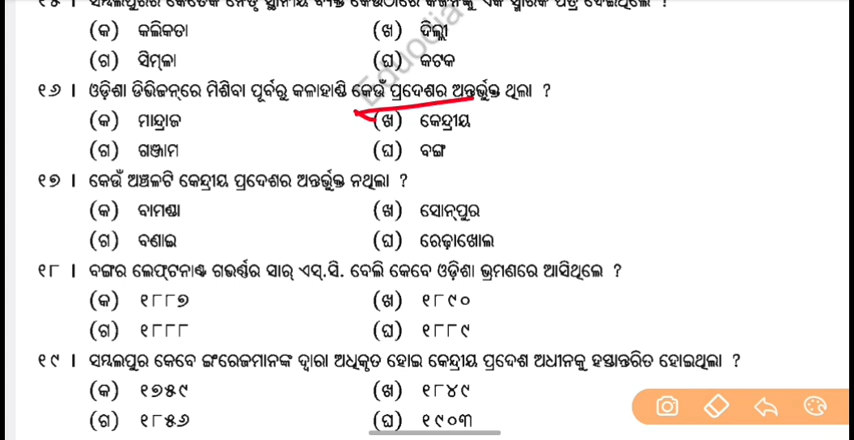 (କ) କଲିକତା (ଖ) ଦିଲ୍ଲୀ
(ଗ) ସିମ୍‌ଳା (ଘ) କଟକ
୧୬ । ଓଡ଼ିଶା ଡିଭିଜନ୍‌ରେ ମିଶିବା ପୂର୍ବରୁ କଳାହାଣ୍ଡି କେଉଁ ପ୍ରଦେଶର ଅନ୍ତର୍ଭୁକ୍ତ ଥିଲା ?
(କ) ମାନ୍ଦ୍ରାଜ (ଖ) କେନ୍ଦ୍ରୀୟ
(ଗ) ଗଞ୍ଜାମ (ଘ) ବଙ୍ଗ
୧୭ । କେଉଁ ଅଞ୍ଚଳଟି କେନ୍ଦ୍ରୀୟ ପ୍ରଦେଶର ଅନ୍ତର୍ଭୁକ୍ତ ନଥିଲା ?
(କ) ବାମଣ୍ଡା (ଖ) ସୋନ୍‌ପୁର
(ଗ) ବଣାଇ (ଘ) ରେଢ଼ାଖୋଲ
୧୮ । ବଙ୍ଗର ଲେଫ୍‌ଟନାଣ୍ଟ ଗଭର୍ଣ୍ଣର ସାର୍ ଏସ୍.ସି. ବେଲି କେବେ ଓଡ଼ିଶା ଭ୍ରମଣରେ ଆସିଥିଲେ ?
(କ) ୧୮୮୭ (ଖ) ୧୮୯୦
(ଗ) ୧୮୮୮ (ଘ) ୧୮୮୯
୧୯ । ସମ୍ବଲପୁର କେବେ ଇଂରେଜମାନଙ୍କ ଦ୍ୱାରା ଅଧିକୃତ ହୋଇ କେନ୍ଦ୍ରୀୟ ପ୍ରଦେଶ ଅଧୀନକୁ ହସ୍ତାନ୍ତରିତ ହୋଇଥିଲା ?
(କ) ୧୭୫୯ (ଖ) ୧୮୪୯
(ଗ) ୧୮୫୬ (ଘ) ୧୯୦୩